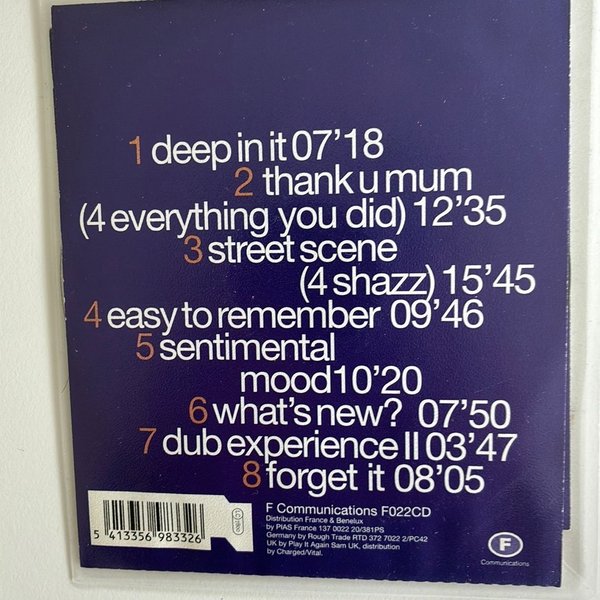 1 deep in it 07'18
2 thank u mum
(4 everything you did) 12'35
3 street scene
(4 shazz) 15'45
4 easy to remember 09'46
5 sentimental
mood 10'20
6 what's new? 07'50
7 dub experience II 03'47
8 forget it 08'05
5 413356 983326
F Communications F022CD
Distribution France & Benelux
by PIAS France 137 0022 20/381PS
Germany by Rough Trade RTD 372 7022 2/PC42
UK by Play It Again Sam UK, distribution
by Charged/Vital.
F
Communications